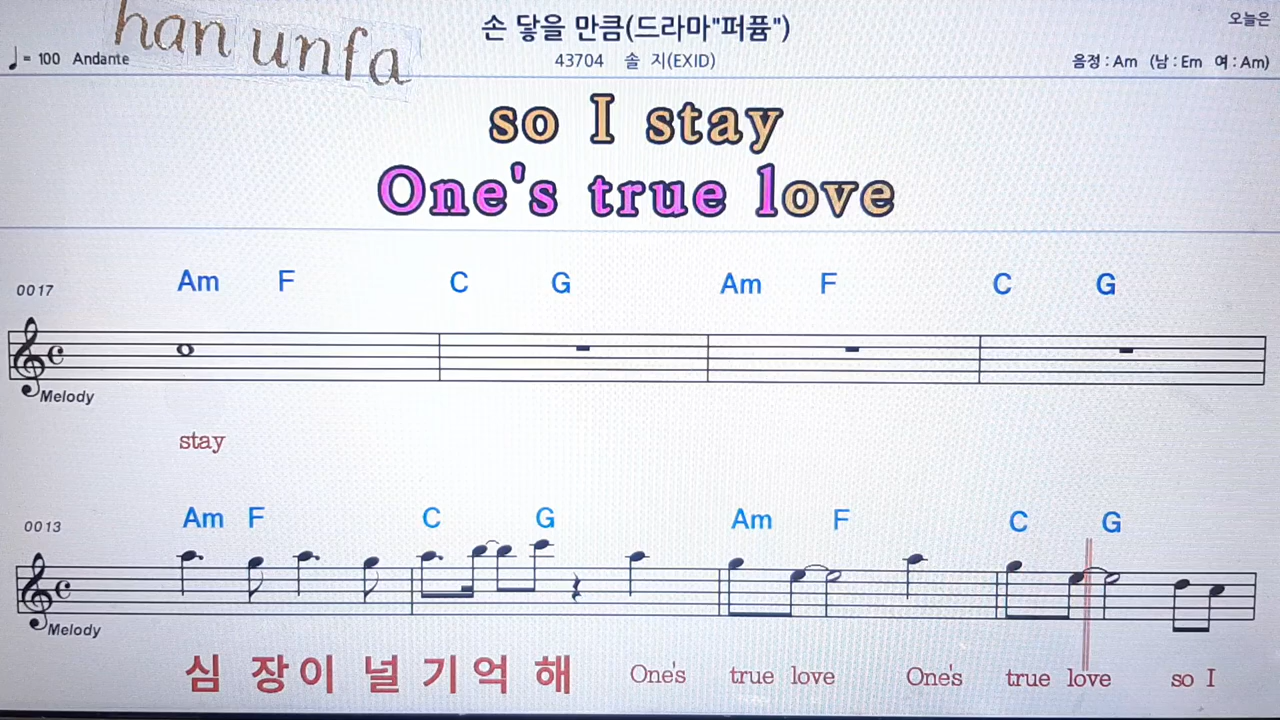 han unfa
손 닿을 만큼(드라마"퍼퓸")
오늘은
♩= 100 Andante
43704 솔 지(EXID)
음정 : Am (남 : Em 여 : Am)
so I stay
One's true love
0017
Am F C G Am F C G
Melody
stay
0013
Am F C G Am F C G
Melody
심 장이 널 기억 해 One's true love One's true love so I